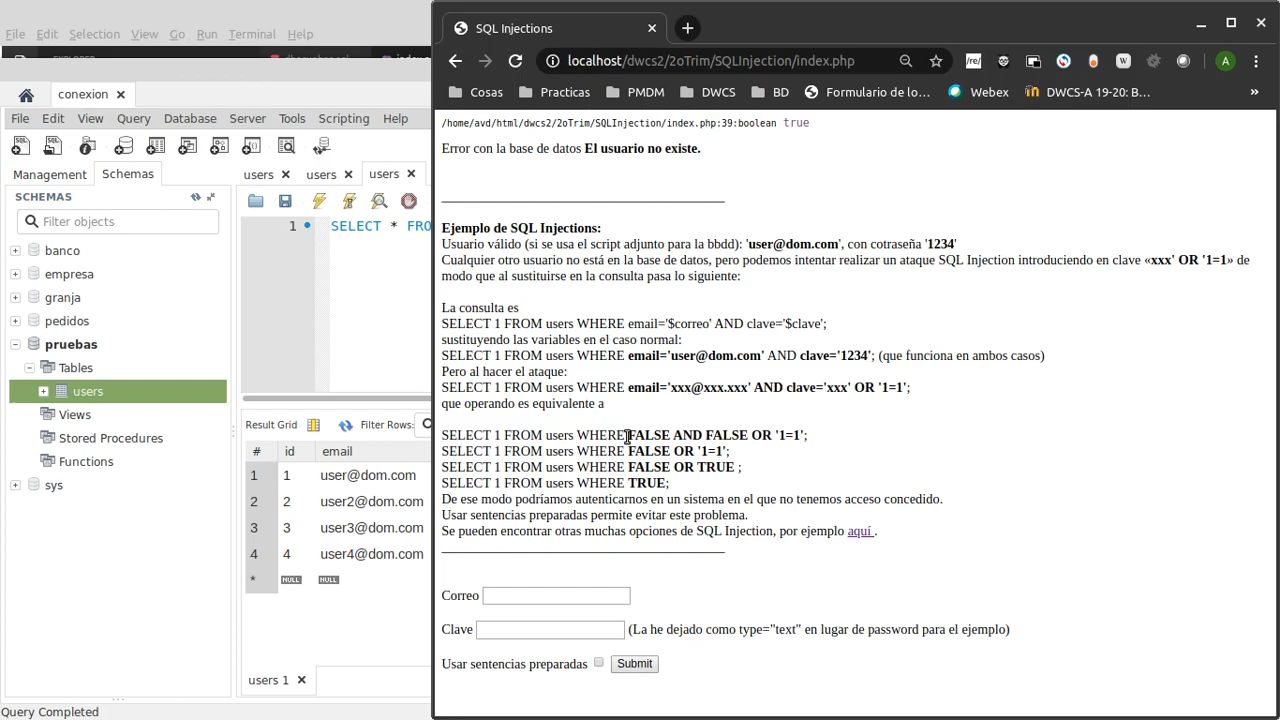 File Edit Selection View Go Run Terminal Help
EXPLORER
conexion
File Edit View Query Database Server Tools Scripting Help
Management Schemas
users users users
SCHEMAS
Filter objects
1 SELECT * FRO
banco
empresa
granja
pedidos
pruebas
Tables
users
Views
Stored Procedures
Functions
sys
Result Grid Filter Rows:
# id email
1 1 user@dom.com
2 2 user2@dom.com
3 3 user3@dom.com
4 4 user4@dom.com
* NULL NULL
users 1
Query Completed
SQL Injections
localhost/dwcs2/2oTrim/SQLInjection/index.php
/re/ W A
Cosas Practicas PMDM DWCS BD Formulario de lo... Webex DWCS-A 19-20: B... »
/home/avd/html/dwcs2/2oTrim/SQLInjection/index.php:39:boolean true
Error con la base de datos El usuario no existe.
Ejemplo de SQL Injections:
Usuario válido (si se usa el script adjunto para la bbdd): 'user@dom.com', con cotraseña '1234'
Cualquier otro usuario no está en la base de datos, pero podemos intentar realizar un ataque SQL Injection introduciendo en clave «xxx' OR '1=1» de
modo que al sustituirse en la consulta pasa lo siguiente:
La consulta es
SELECT 1 FROM users WHERE email='$correo' AND clave='$clave';
sustituyendo las variables en el caso normal:
SELECT 1 FROM users WHERE email='user@dom.com' AND clave='1234'; (que funciona en ambos casos)
Pero al hacer el ataque:
SELECT 1 FROM users WHERE email='xxx@xxx.xxx' AND clave='xxx' OR '1=1';
que operando es equivalente a
SELECT 1 FROM users WHERE FALSE AND FALSE OR '1=1';
SELECT 1 FROM users WHERE FALSE OR '1=1';
SELECT 1 FROM users WHERE FALSE OR TRUE ;
SELECT 1 FROM users WHERE TRUE;
De ese modo podríamos autenticarnos en un sistema en el que no tenemos acceso concedido.
Usar sentencias preparadas permite evitar este problema.
Se pueden encontrar otras muchas opciones de SQL Injection, por ejemplo aquí .
Correo
Clave (La he dejado como type="text" en lugar de password para el ejemplo)
Usar sentencias preparadas Submit